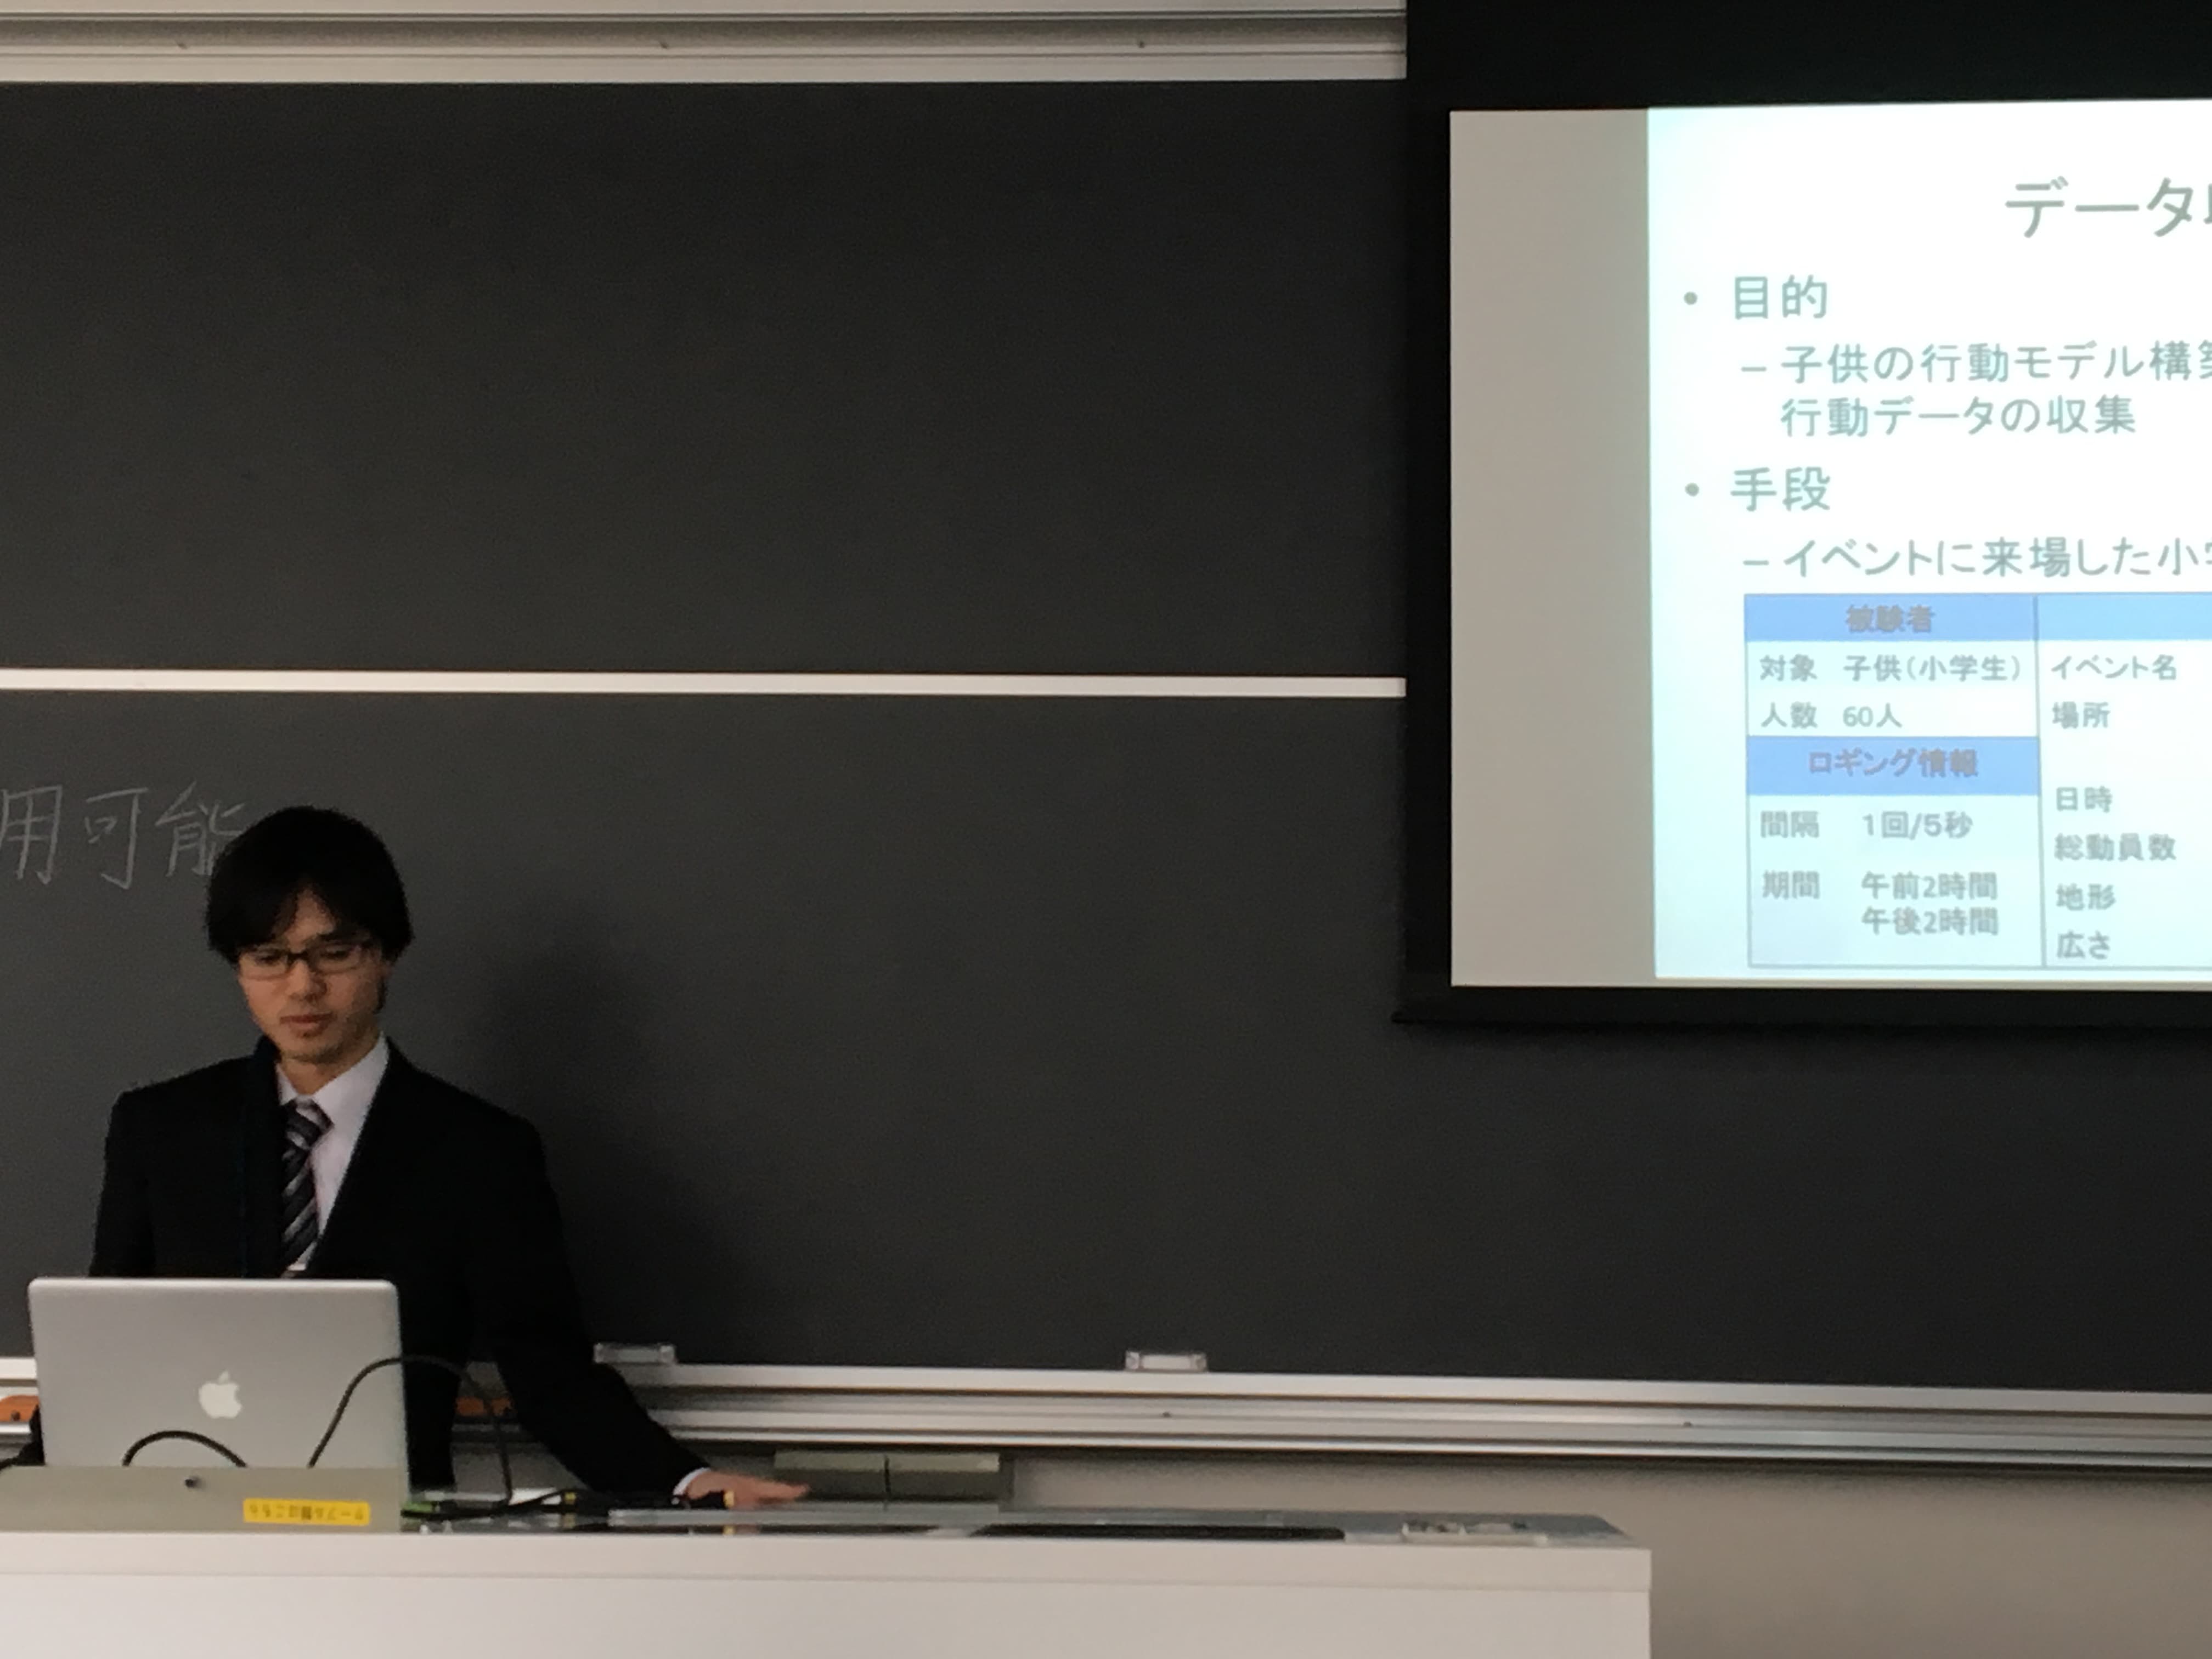 用可能
データ
• 目的
– 子供の行動モデル構築
行動データの収集
• 手段
– イベントに来場した小学
被験者
対象 子供(小学生) イベント名
人数 60人 場所
ロギング情報
日時
間隔 1回/5秒
総動員数
期間 午前2時間
地形
午後2時間
広さ